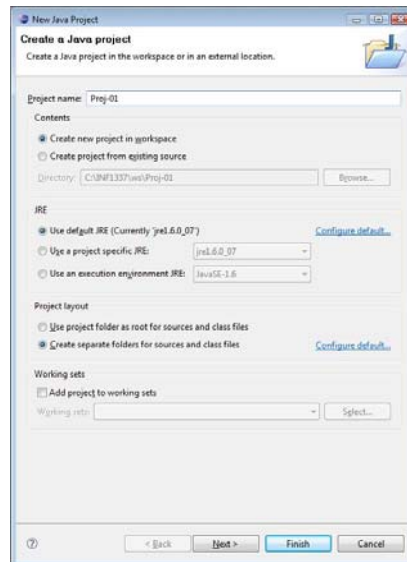 New Java Project
Create a Java project
Create a Java project in the workspace or in an external location.
Project name: Proj-01
Contents
Create new project in workspace
Create project from existing source
Directory: C:\INF1337\ws\Proj-01 Browse...
JRE
Use default JRE (Currently 'jre1.6.0_07') Configure default...
Use a project specific JRE: jre1.6.0_07
Use an execution environment JRE: JavaSE-1.6
Project layout
Use project folder as root for sources and class files
Create separate folders for sources and class files Configure default...
Working sets
Add project to working sets
Working sets: Select...
? < Back Next > Finish Cancel